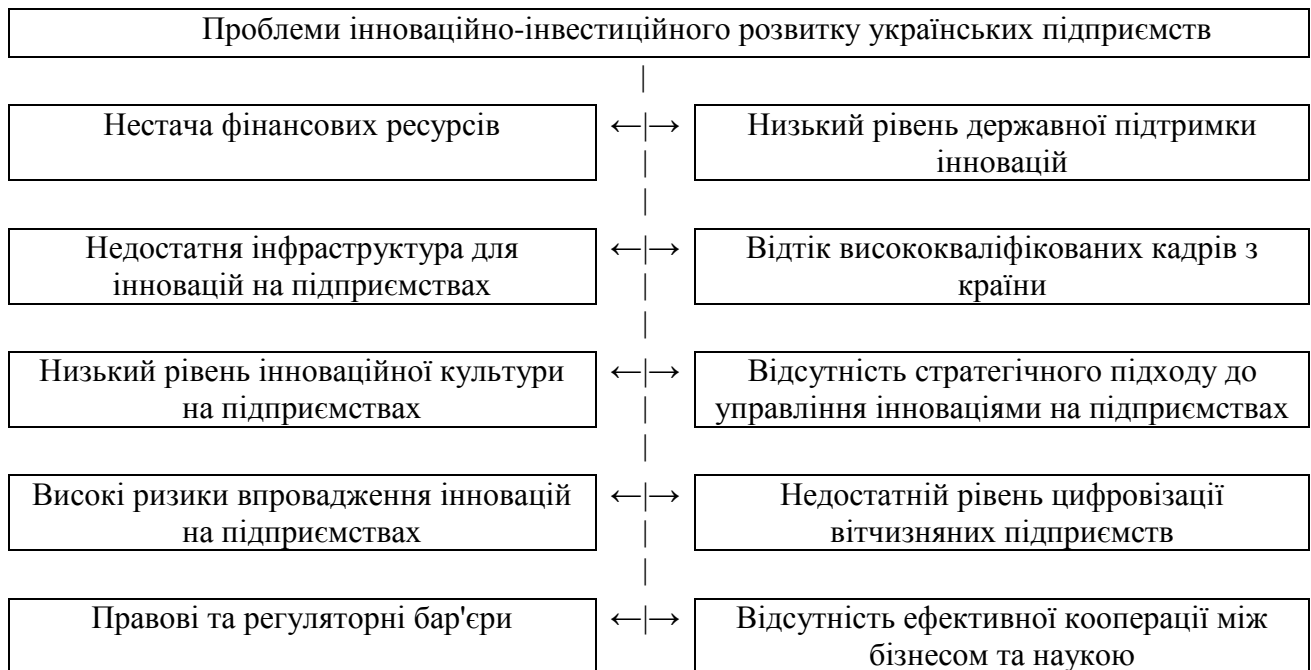 Проблеми інноваційно-інвестиційного розвитку українських підприємств
Нестача фінансових ресурсів
Низький рівень державної підтримки
інновацій
Недостатня інфраструктура для
інновацій на підприємствах
Відтік висококваліфікованих кадрів з
країни
Низький рівень інноваційної культури
на підприємствах
Відсутність стратегічного підходу до
управління інноваціями на підприємствах
Високі ризики впровадження інновацій
на підприємствах
Недостатній рівень цифровізації
вітчизняних підприємств
Правові та регуляторні бар'єри
Відсутність ефективної кооперації між
бізнесом та наукою